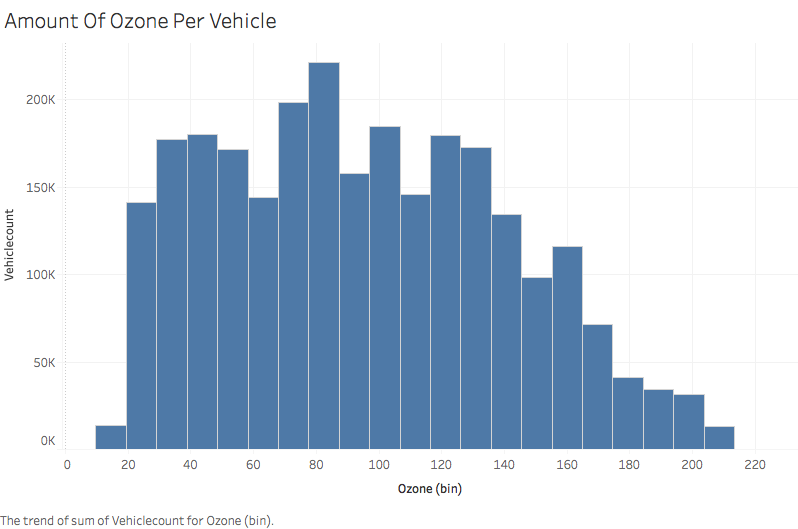 Amount Of Ozone Per Vehicle
200K
150K
100K
50K
0K
Vehiclecount
0 20 40 60 80 100 120 140 160 180 200 220
Ozone (bin)
The trend of sum of Vehiclecount for Ozone (bin).